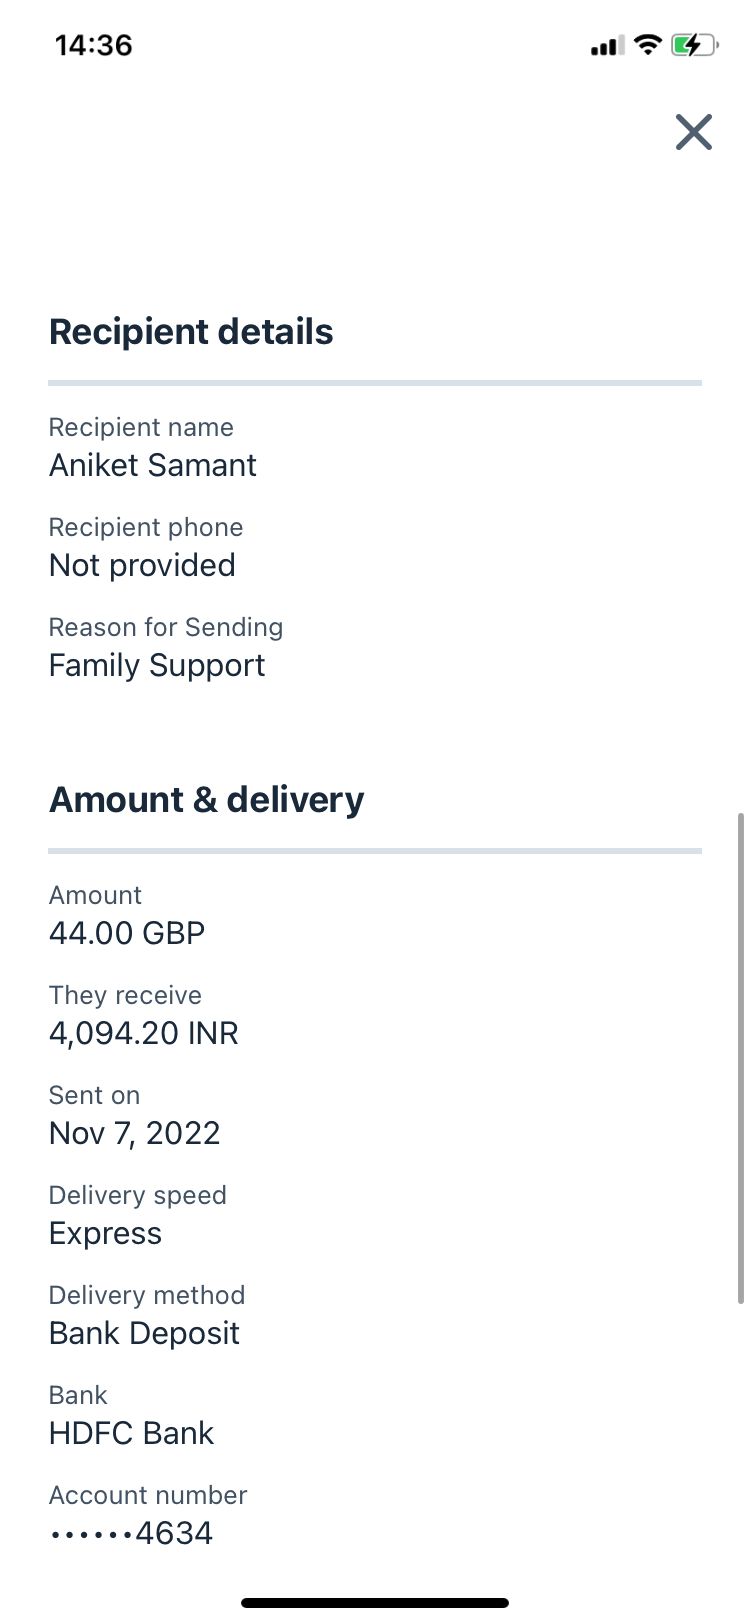 14:36
Recipient details
Recipient name
Aniket Samant
Recipient phone
Not provided
Reason for Sending
Family Support
Amount & delivery
Amount
44.00 GBP
They receive
4,094.20 INR
Sent on
Nov 7, 2022
Delivery speed
Express
Delivery method
Bank Deposit
Bank
HDFC Bank
Account number
······4634